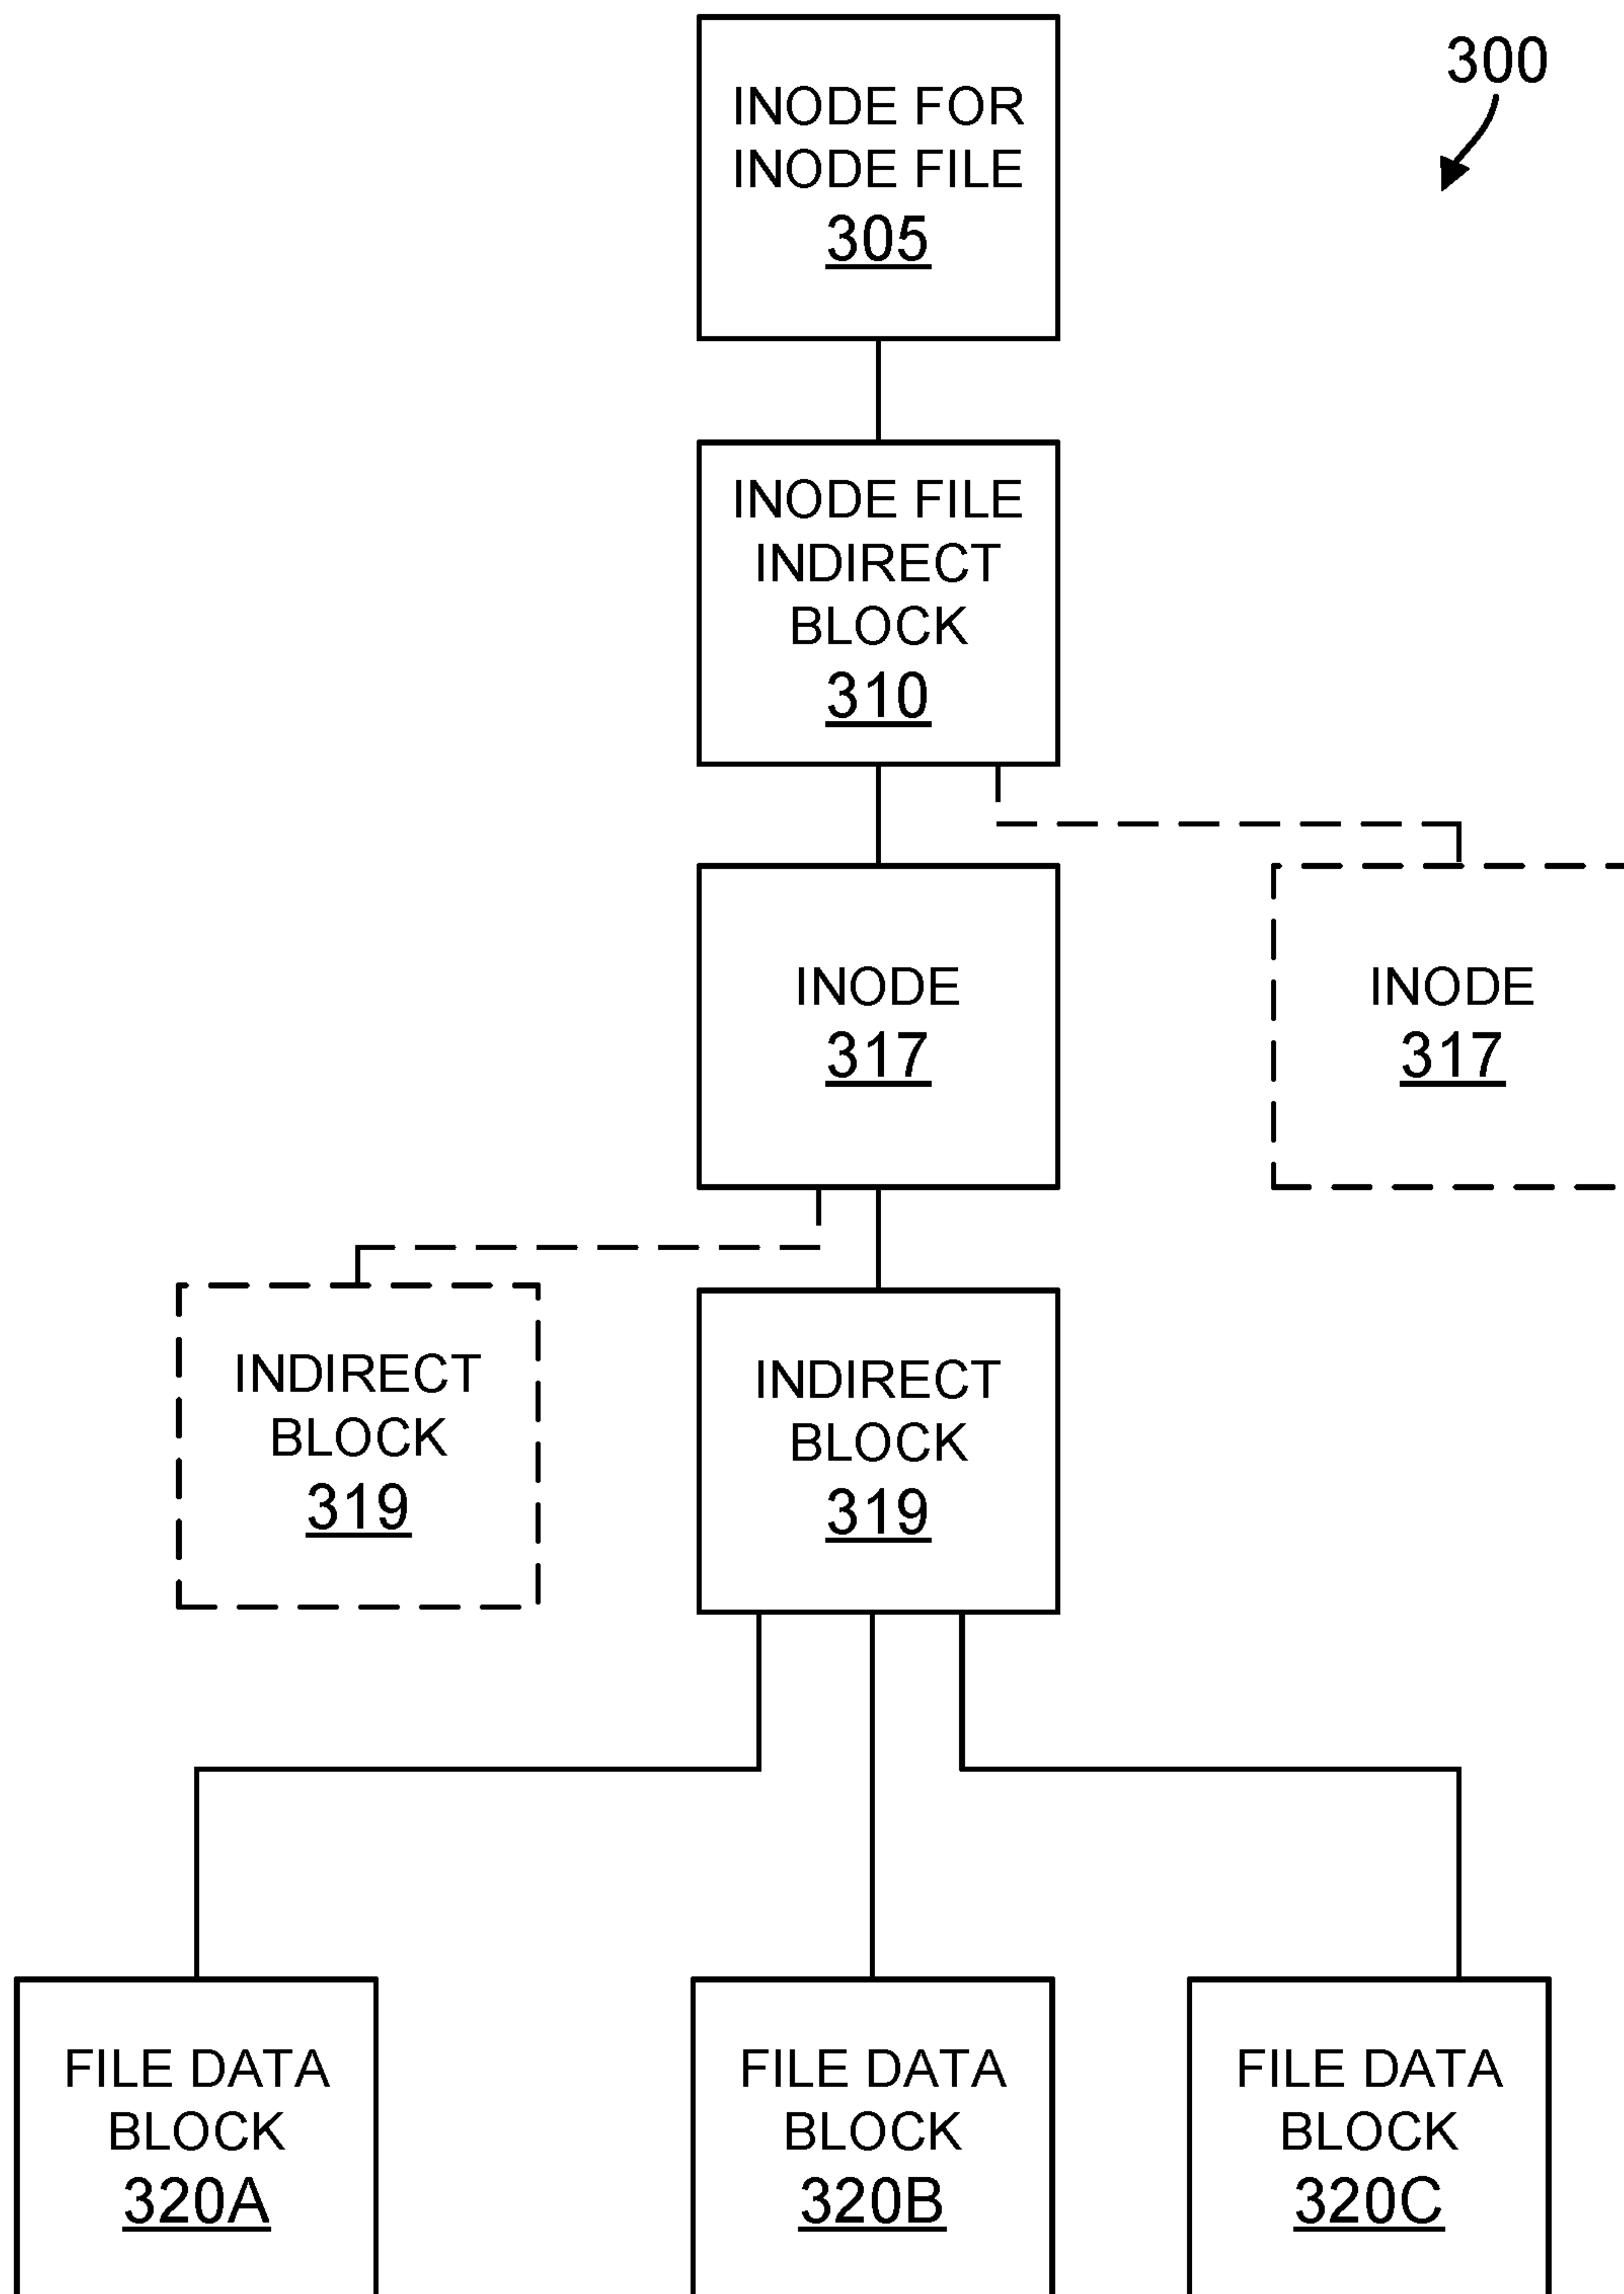 300
INODE FOR
INODE FILE
305
INODE FILE
INDIRECT
BLOCK
310
INODE
317
INODE
317
INDIRECT
BLOCK
319
INDIRECT
BLOCK
319
FILE DATA
BLOCK
320A
FILE DATA
BLOCK
320B
FILE DATA
BLOCK
320C